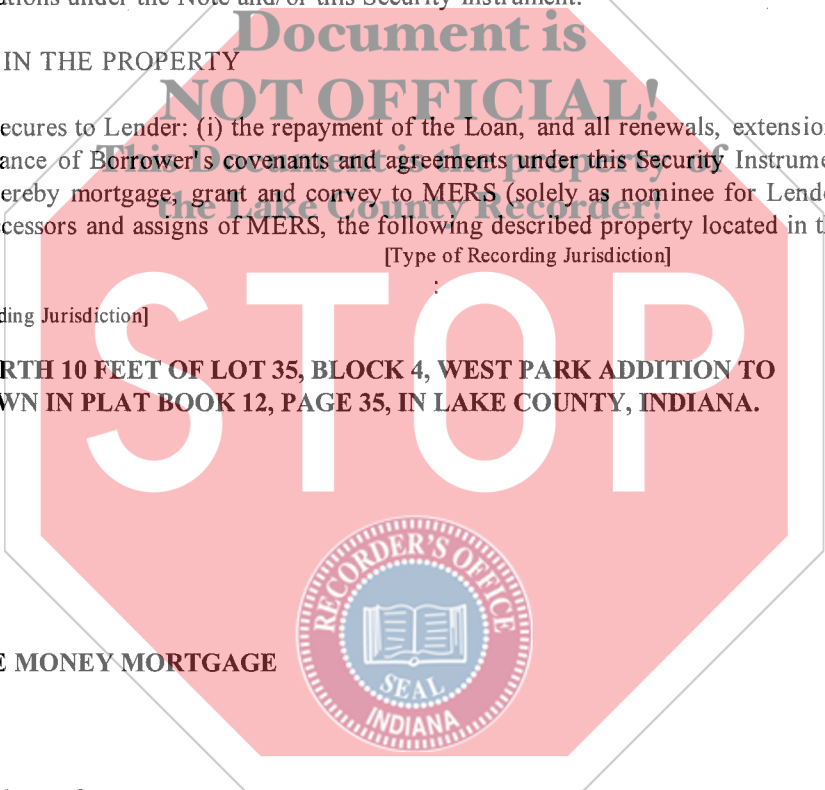 ations under the Note and/or this Security Instrument.
Document is
IN THE PROPERTY
NOT OFFICIAL!
ecures to Lender: (i) the repayment of the Loan, and all renewals, extensio
This Document is the property of
ance of Borrower's covenants and agreements under this Security Instrume
ereby mortgage, grant and convey to MERS (solely as nominee for Lende
the Lake County Recorder!
ccessors and assigns of MERS, the following described property located in t
[Type of Recording Jurisdiction]
:
ding Jurisdiction]
STOP
RTH 10 FEET OF LOT 35, BLOCK 4, WEST PARK ADDITION TO
WN IN PLAT BOOK 12, PAGE 35, IN LAKE COUNTY, INDIANA.
RECORDER'S OFFICE
SEAL
INDIANA
E MONEY MORTGAGE